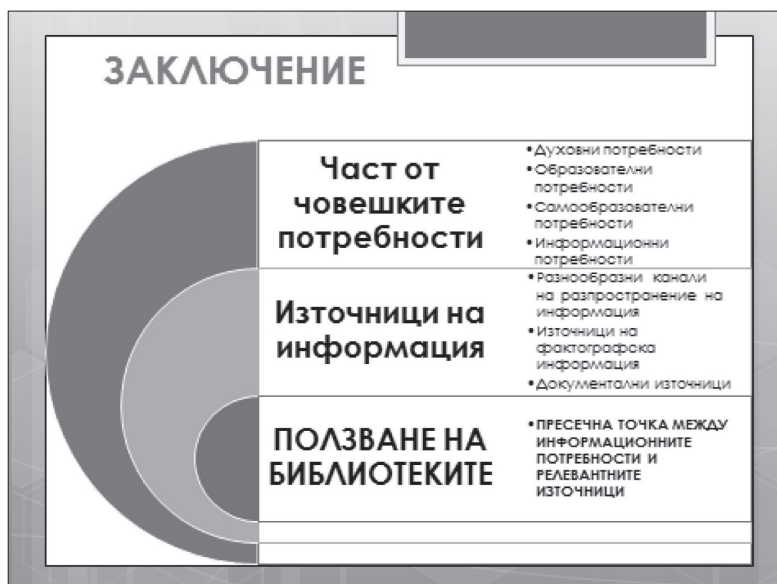 ЗАКЛЮЧЕНИЕ
Част от
човешките
потребности
•Духовни потребности
•Образователни
потребности
•Самообразователни
потребности
•Информационни
потребности
Източници на
информация
•Разнообразни канали
на разпространение на
информация
•Източници на
фактографска
информация
•Документални източници
ПОЛЗВАНЕ НА
БИБЛИОТЕКИТЕ
•ПРЕСЕЧНА ТОЧКА МЕЖДУ
ИНФОРМАЦИОННИТЕ
ПОТРЕБНОСТИ И
РЕЛЕВАНТНИТЕ
ИЗТОЧНИЦИ